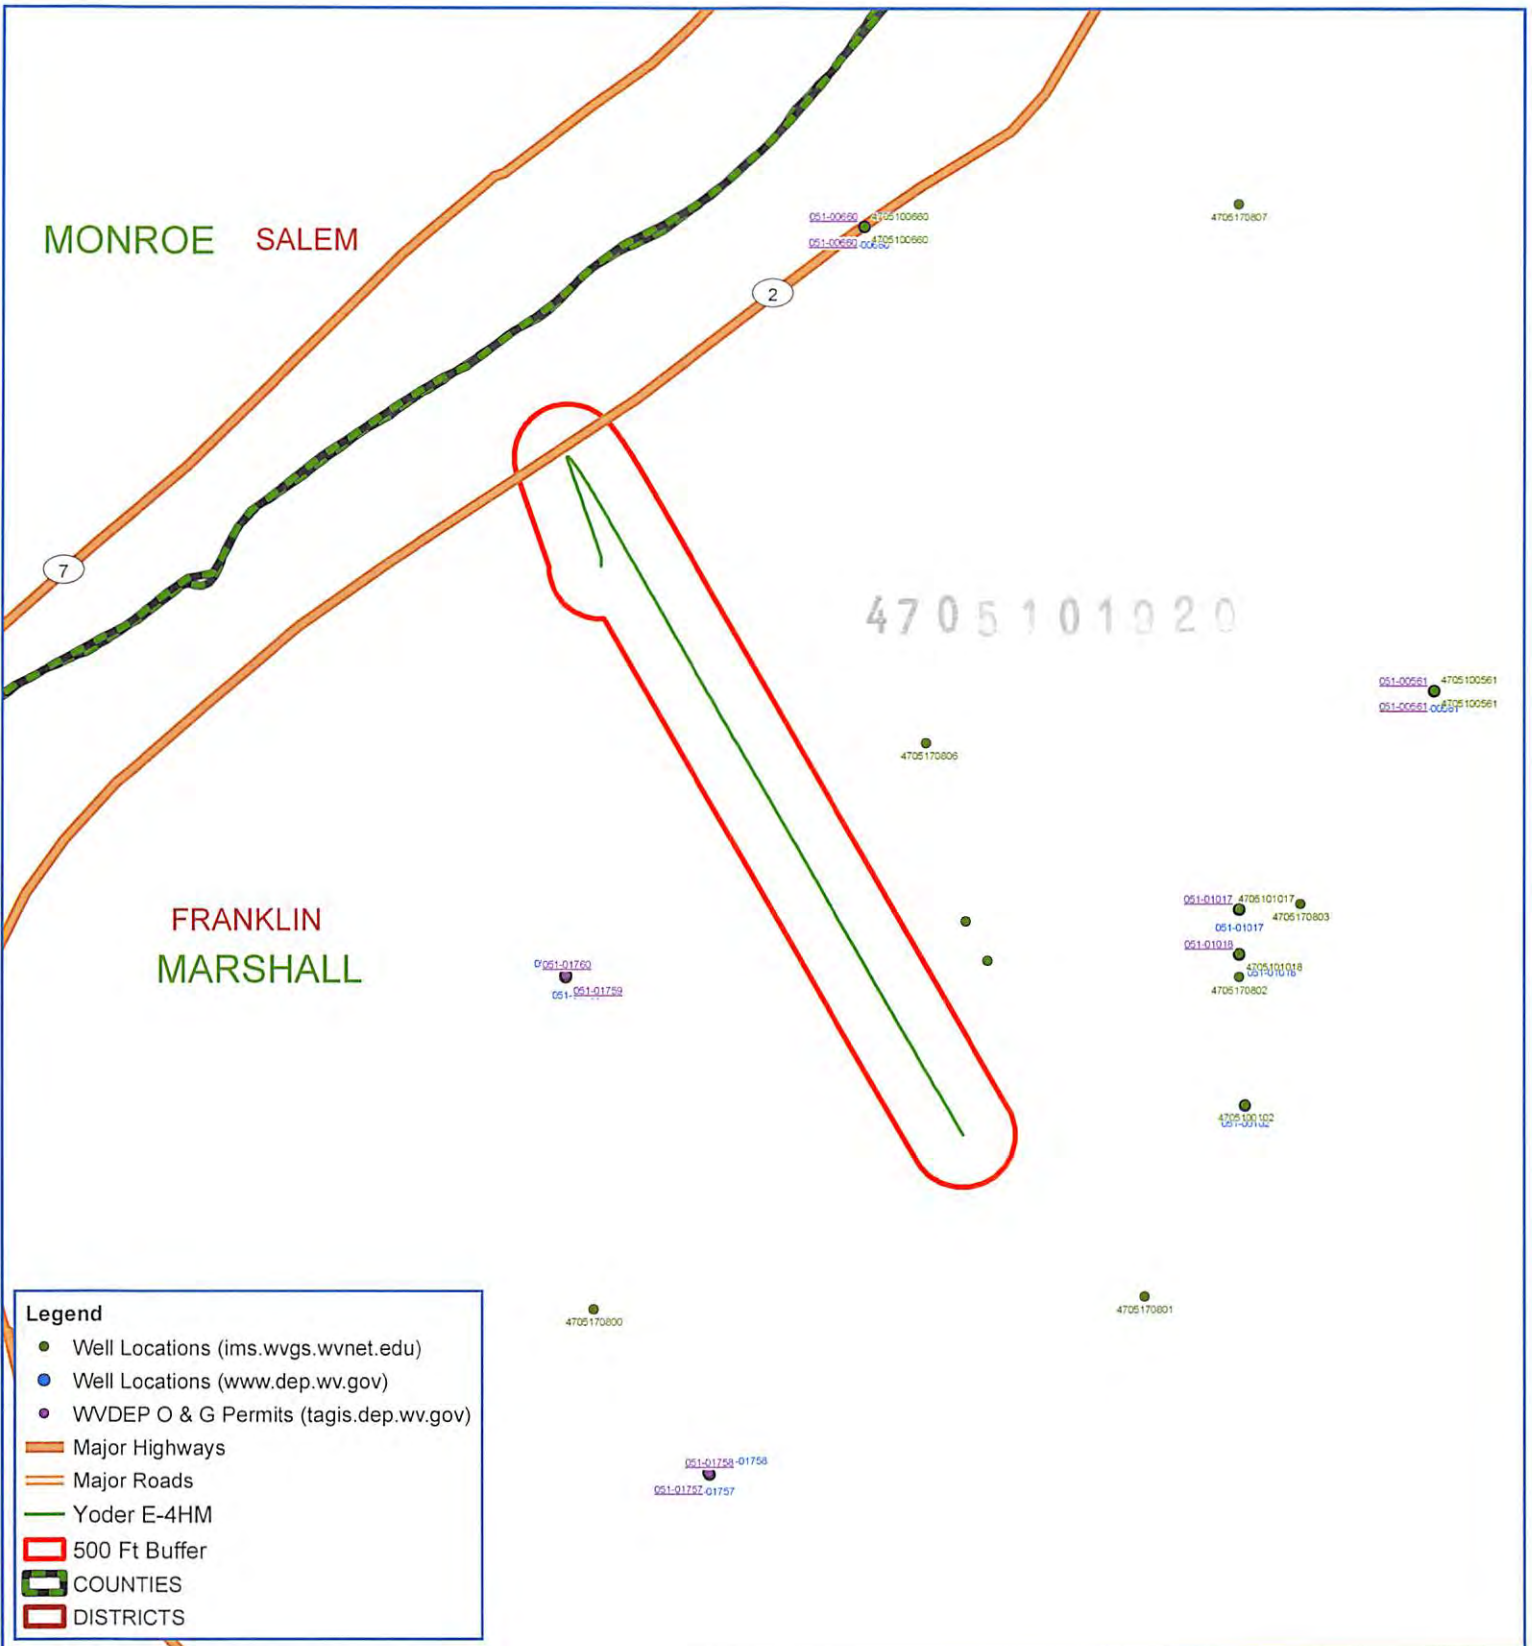 MONROE SALEM
051-00660 4705100660
4705170807
051-00660 4705100660
2
7
4705101920
051-00561 4705100561
051-00561 4705100561
4705170806
051-01017 4705101017
4705170803
051-01017
FRANKLIN
051-01018
MARSHALL
051-01760
4705101018
051-01759
4705170802
4705100102
4705170801
4705170800
Legend
Well Locations (ims.wvgs.wvnet.edu)
Well Locations (www.dep.wv.gov)
WVDEP O & G Permits (tagis.dep.wv.gov)
Major Highways
Major Roads
Yoder E-4HM
500 Ft Buffer
COUNTIES
DISTRICTS
051-01758 -01758
051-01757 -01757